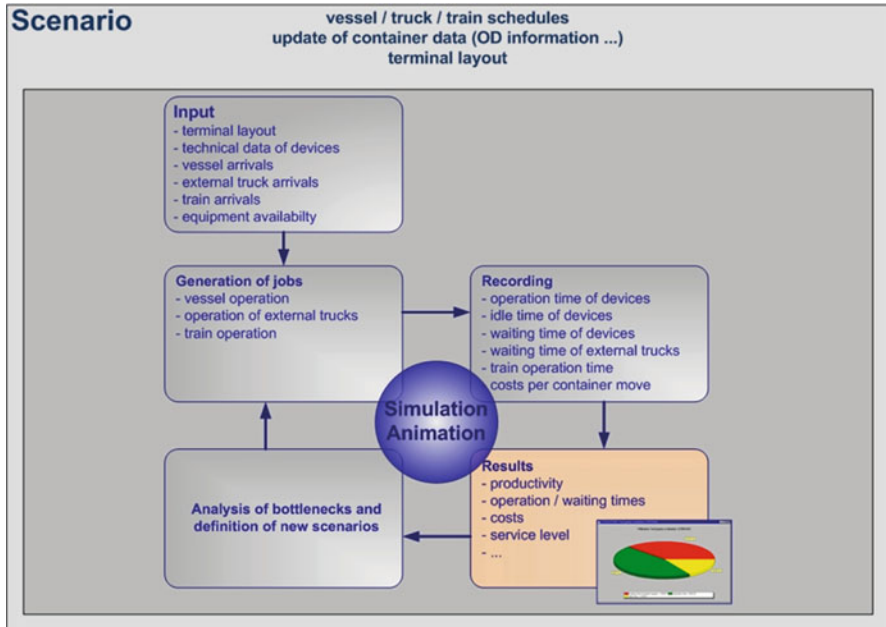 Scenario
vessel / truck / train schedules
update of container data (OD information ...)
terminal layout
Input
- terminal layout
- technical data of devices
- vessel arrivals
- external truck arrivals
- train arrivals
- equipment availabilty
Generation of jobs
- vessel operation
- operation of external trucks
- train operation
Recording
- operation time of devices
- idle time of devices
- waiting time of devices
- waiting time of external trucks
- train operation time
- costs per container move
Simulation
Animation
Analysis of bottlenecks and
definition of new scenarios
Results
- productivity
- operation / waiting times
- costs
- service level
- ...